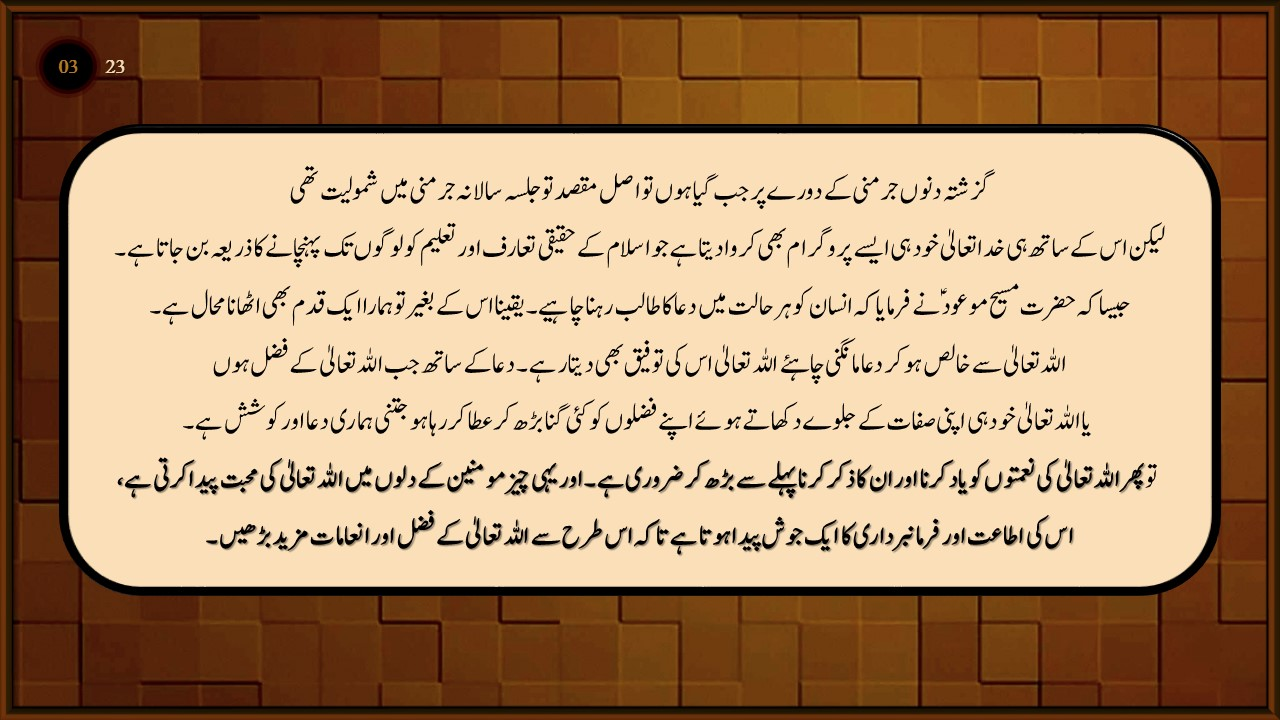 03 23
گزشتہ دنوں جرمنی کے دورے پر جب گیاہوں تو اصل مقصد تو جلسہ سالانہ جرمنی میں شمولیت تھی
لیکن اس کے ساتھ ہی خداتعالیٰ خود ہی ایسے پروگرام بھی کروا دیتا ہے جو اسلام کے حقیقی تعارف اور تعلیم کو لوگوں تک پہنچانے کا ذریعہ بن جاتا ہے۔
جیسا کہ حضرت مسیح موعودؑ نے فرمایا کہ انسان کو ہر حالت میں دعا کا طالب رہنا چاہیے۔ یقینا اس کے بغیر تو ہمارا ایک قدم بھی اٹھانا محال ہے۔
اللہ تعالیٰ سے خالص ہو کر دعا مانگنی چاہئے اللہ تعالیٰ اس کی توفیق بھی دیتا رہے۔ دعا کے ساتھ جب اللہ تعالیٰ کے فضل ہوں
یا اللہ تعالیٰ خود ہی اپنی صفات کے جلوے دکھاتے ہوئے اپنے فضلوں کو کئی گنا بڑھ کر عطا کر رہا ہو جتنی ہماری دعا اور کوشش ہے۔
تو پھر اللہ تعالیٰ کی نعمتوں کو یاد کرنا اور ان کا ذکر کرنا پہلے سے بڑھ کر ضروری ہے۔ اور یہی چیز مومنین کے دلوں میں اللہ تعالیٰ کی محبت پیدا کرتی ہے،
اس کی اطاعت اور فرمانبرداری کا ایک جوش پیدا ہوتا ہے تا کہ اس طرح سے اللہ تعالیٰ کے فضل اور انعامات مزید بڑھیں۔